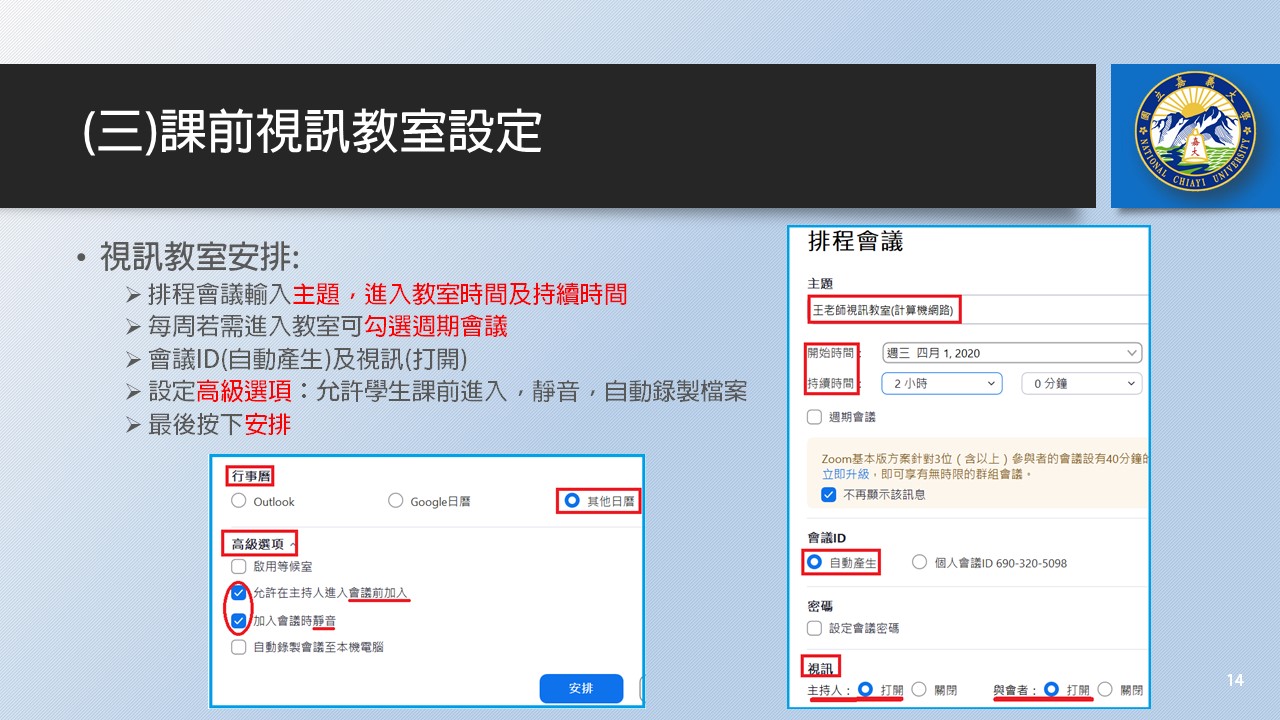 (三)課前視訊教室設定
國立嘉義大學
嘉大
NATIONAL CHIAYI UNIVERSITY
• 視訊教室安排:
➢ 排程會議輸入主題，進入教室時間及持續時間
➢ 每周若需進入教室可勾選週期會議
➢ 會議ID(自動產生)及視訊(打開)
➢ 設定高級選項：允許學生課前進入，靜音，自動錄製檔案
➢ 最後按下安排
行事曆
Outlook Google日曆 其他日曆
高級選項
啟用等候室
允許在主持人進入會議前加入
加入會議時靜音
自動錄製會議至本機電腦
安排
排程會議
主題
王老師視訊教室(計算機網路)
開始時間: 週三 四月 1, 2020
持續時間: 2 小時 0 分鐘
週期會議
Zoom基本版方案針對3位（含以上）參與者的會議設有40分鐘的
立即升級，即可享有無時限的群組會議。
不再顯示該訊息
會議ID
自動產生 個人會議ID 690-320-5098
密碼
設定會議密碼
視訊
主持人： 打開 關閉 與會者： 打開 關閉
14